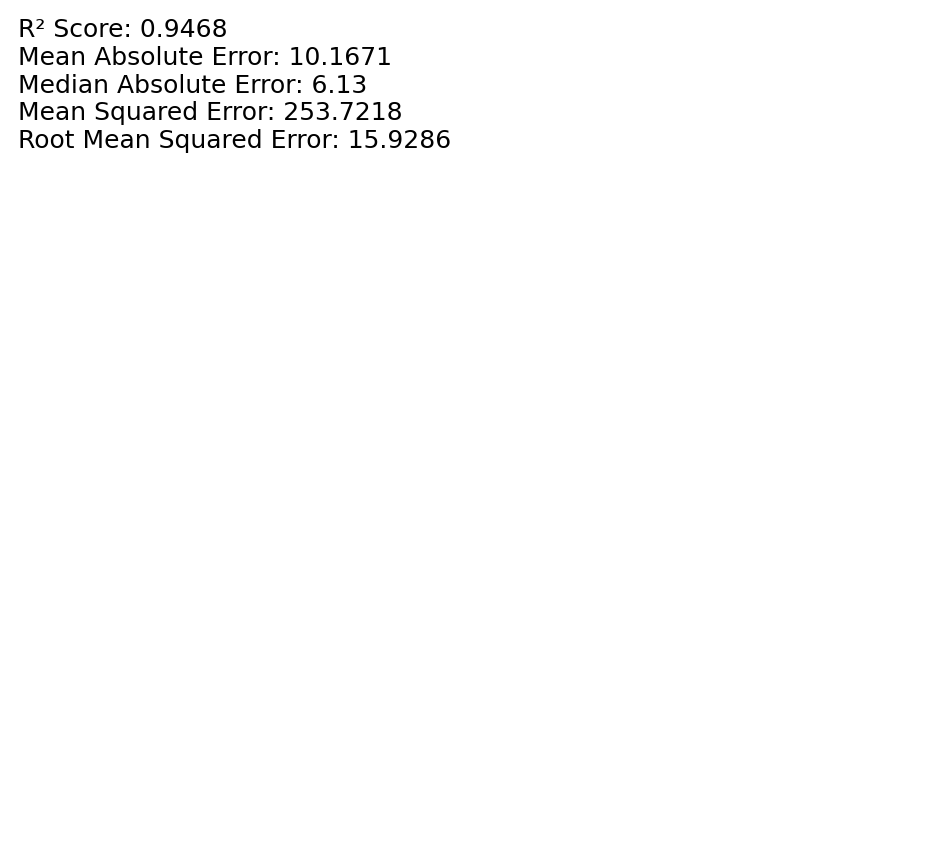 R² Score: 0.9468
Mean Absolute Error: 10.1671
Median Absolute Error: 6.13
Mean Squared Error: 253.7218
Root Mean Squared Error: 15.9286